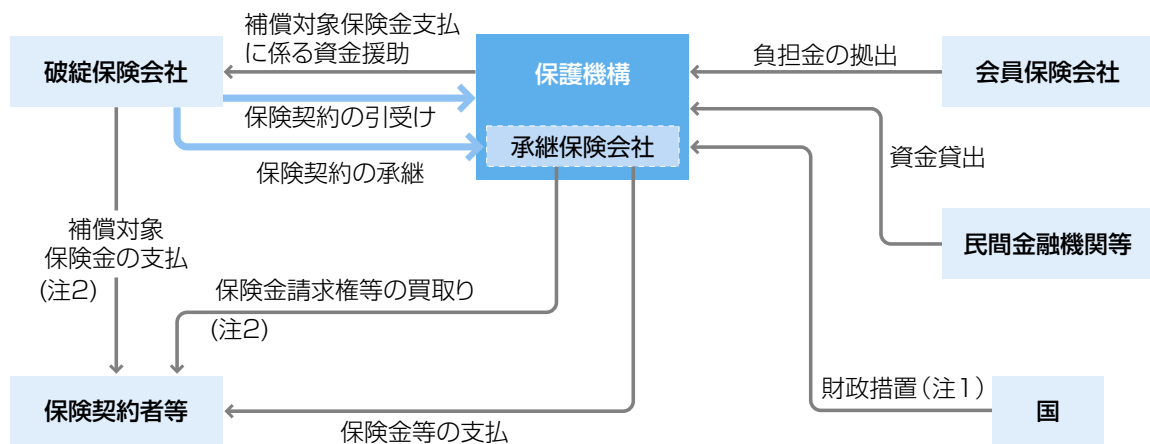 補償対象保険金支払
に係る資金援助
破綻保険会社
保護機構
負担金の拠出
会員保険会社
保険契約の引受け
承継保険会社
保険契約の承継
資金貸出
補償対象
保険金の支払
(注2)
民間金融機関等
保険金請求権等の買取り
(注2)
保険契約者等
財政措置(注1)
国
保険金等の支払